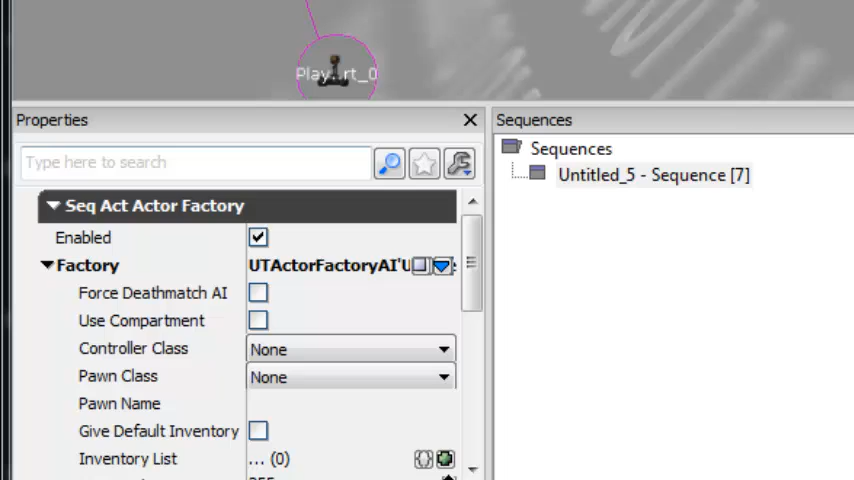 Play...rt_0
Properties
Sequences
Type here to search
Sequences
Untitled_5 - Sequence [7]
Seq Act Actor Factory
Enabled
Factory UTActorFactoryAI'U
Force Deathmatch AI
Use Compartment
Controller Class None
Pawn Class None
Pawn Name
Give Default Inventory
Inventory List ... (0)